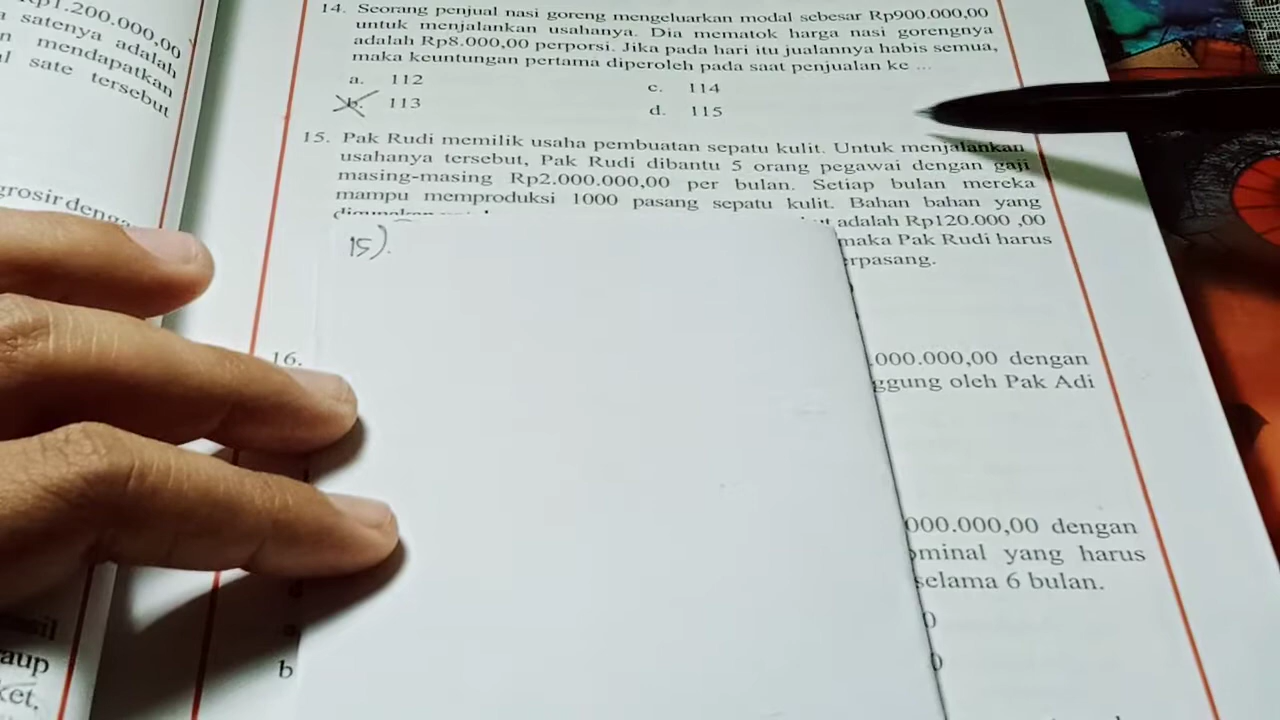 Rp1.200.000,00
satenya adalah
mendapatkan
sate tersebut
grosir
14. Seorang penjual nasi goreng mengeluarkan modal sebesar Rp900.000,00
untuk menjalankan usahanya. Dia mematok harga nasi gorengnya
adalah Rp8.000,00 perporsi. Jika pada hari itu jualannya habis semua,
maka keuntungan pertama diperoleh pada saat penjualan ke ...
a. 112
c. 114
b. 113
d. 115
15. Pak Rudi memilik usaha pembuatan sepatu kulit. Untuk menjalankan
usahanya tersebut, Pak Rudi dibantu 5 orang pegawai dengan gaji
masing-masing Rp2.000.000,00 per bulan. Setiap bulan mereka
mampu memproduksi 1000 pasang sepatu kulit. Bahan bahan yang
adalah Rp120.000 ,00
maka Pak Rudi harus
rpasang.
15).
16.
.000.000,00 dengan
ggung oleh Pak Adi
000.000,00 dengan
ominal yang harus
selama 6 bulan.
0
0
a
b
aup
ket,